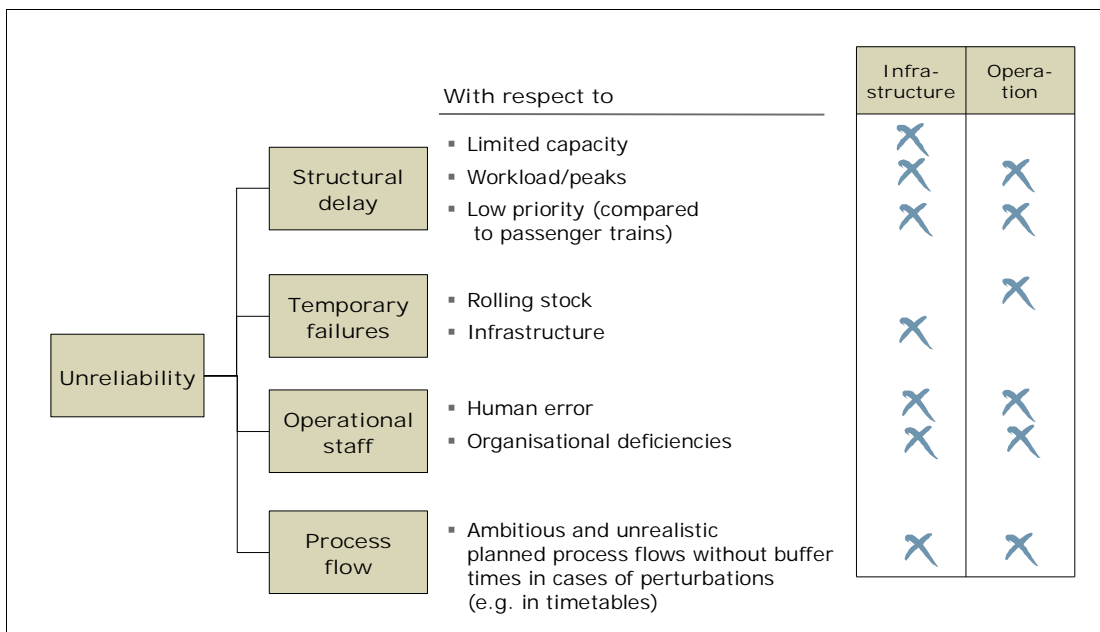 With respect to
Infra-
structure
Opera-
tion
Unreliability
Structural
delay
▪ Limited capacity
▪ Workload/peaks
▪ Low priority (compared
to passenger trains)
Temporary
failures
▪ Rolling stock
▪ Infrastructure
Operational
staff
▪ Human error
▪ Organisational deficiencies
Process
flow
▪ Ambitious and unrealistic
planned process flows without buffer
times in cases of perturbations
(e.g. in timetables)